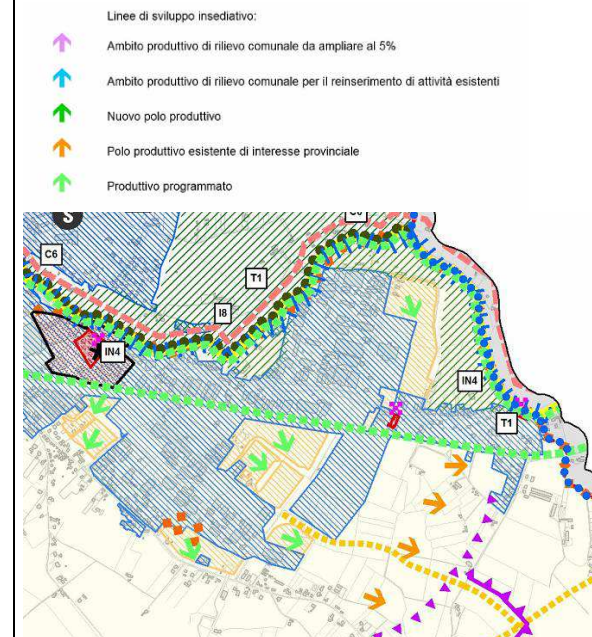 Linee di sviluppo insediativo:
Ambito produttivo di rilievo comunale da ampliare al 5%
Ambito produttivo di rilievo comunale per il reinserimento di attività esistenti
Nuovo polo produttivo
Polo produttivo esistente di interesse provinciale
Produttivo programmato
S
C6
T1
I8
IN4
IN4
T1